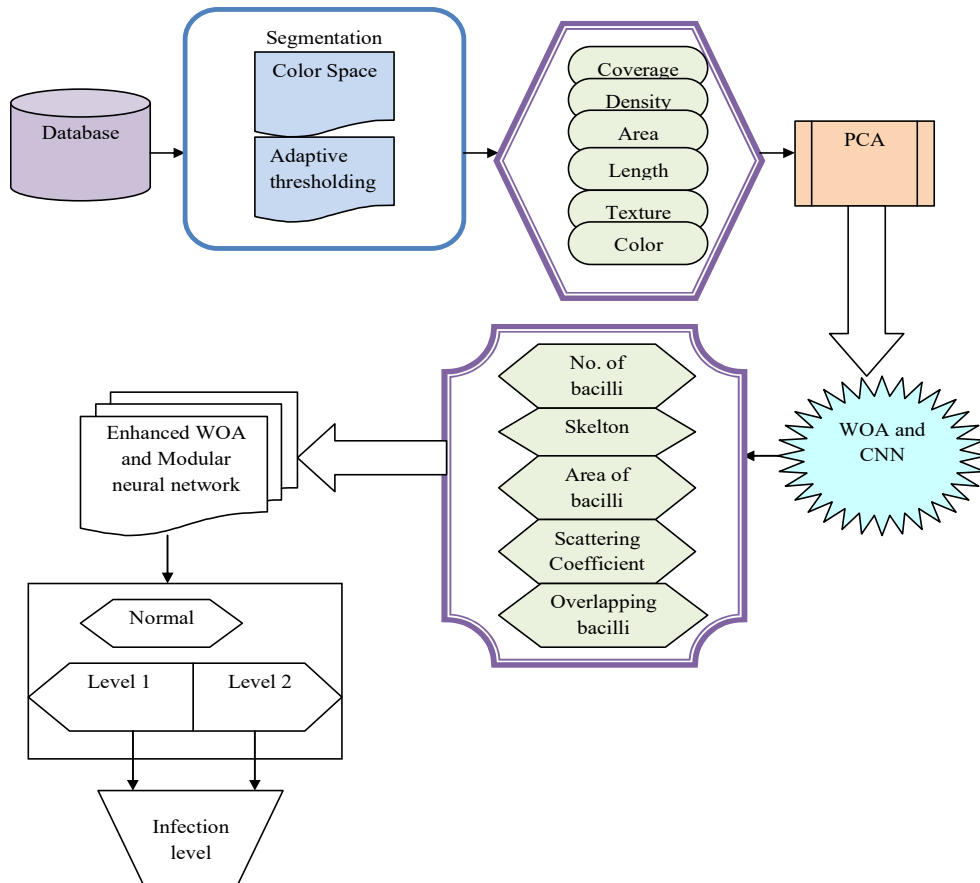 Segmentation
Color Space
Database
Adaptive
thresholding
Coverage
Density
Area
Length
Texture
Color
PCA
WOA and
CNN
No. of
bacilli
Skelton
Area of
bacilli
Scattering
Coefficient
Overlapping
bacilli
Enhanced WOA
and Modular
neural network
Normal
Level 1
Level 2
Infection
level